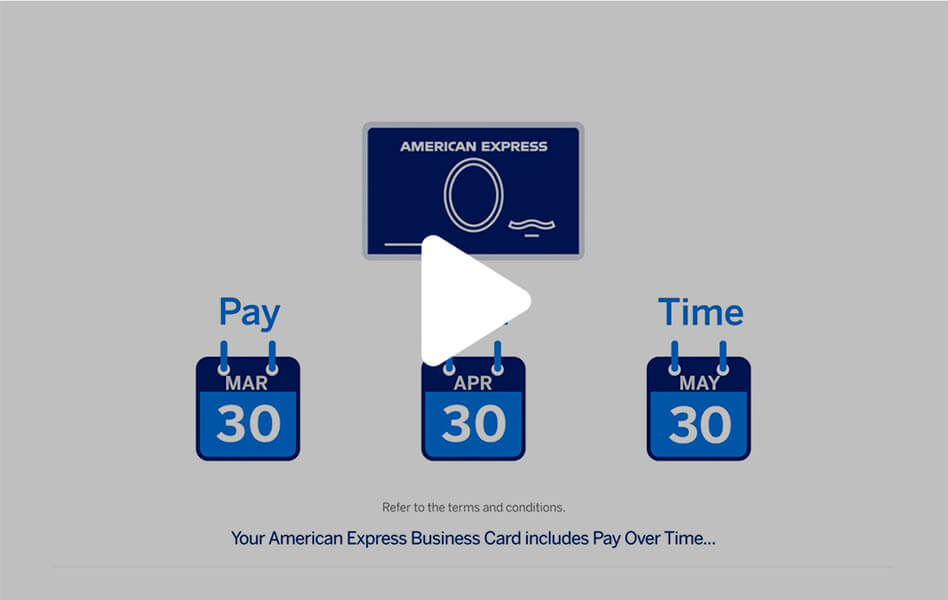 AMERICAN EXPRESS
Pay Time
MAR APR MAY
30 30 30
Refer to the terms and conditions.
Your American Express Business Card includes Pay Over Time...